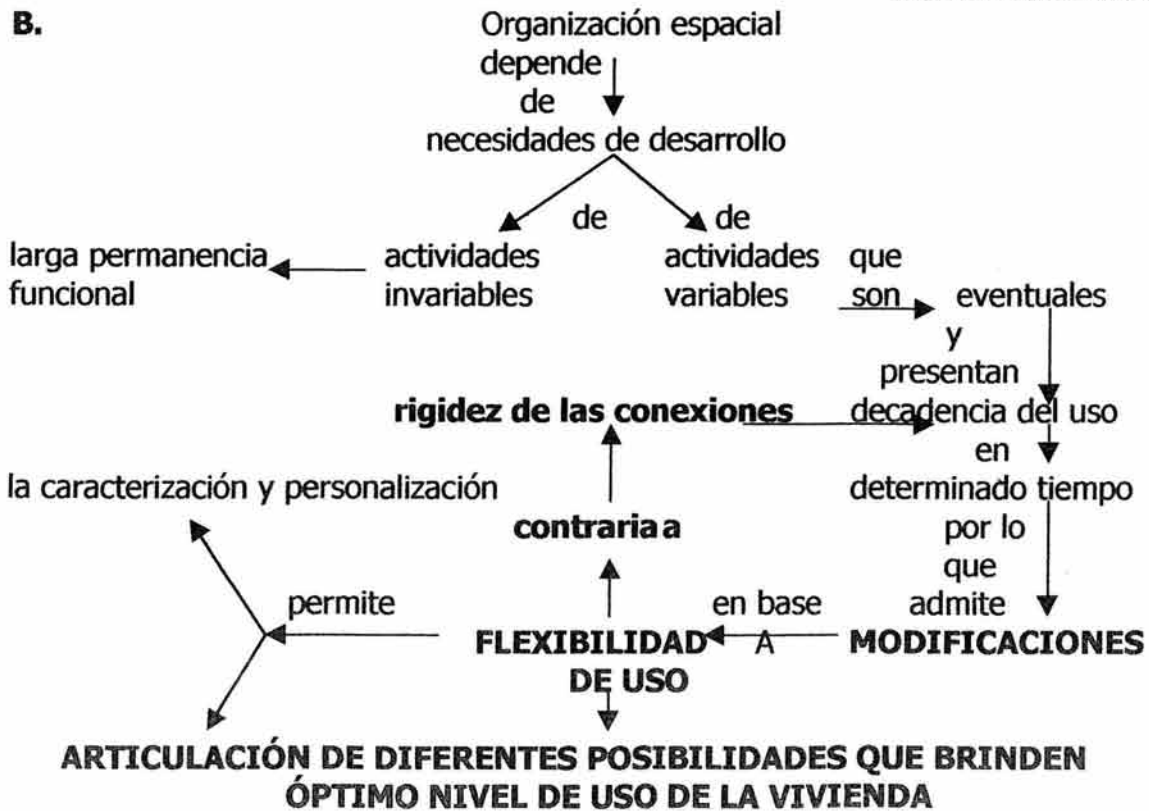 B.
Organización espacial
depende
de
necesidades de desarrollo
de de
larga permanencia actividades actividades que
funcional invariables variables son eventuales
y
presentan
rigidez de las conexiones decadencia del uso
en
la caracterización y personalización determinado tiempo
contraria a por lo
que
permite en base admite
FLEXIBILIDAD A MODIFICACIONES
DE USO
ARTICULACIÓN DE DIFERENTES POSIBILIDADES QUE BRINDEN
ÓPTIMO NIVEL DE USO DE LA VIVIENDA